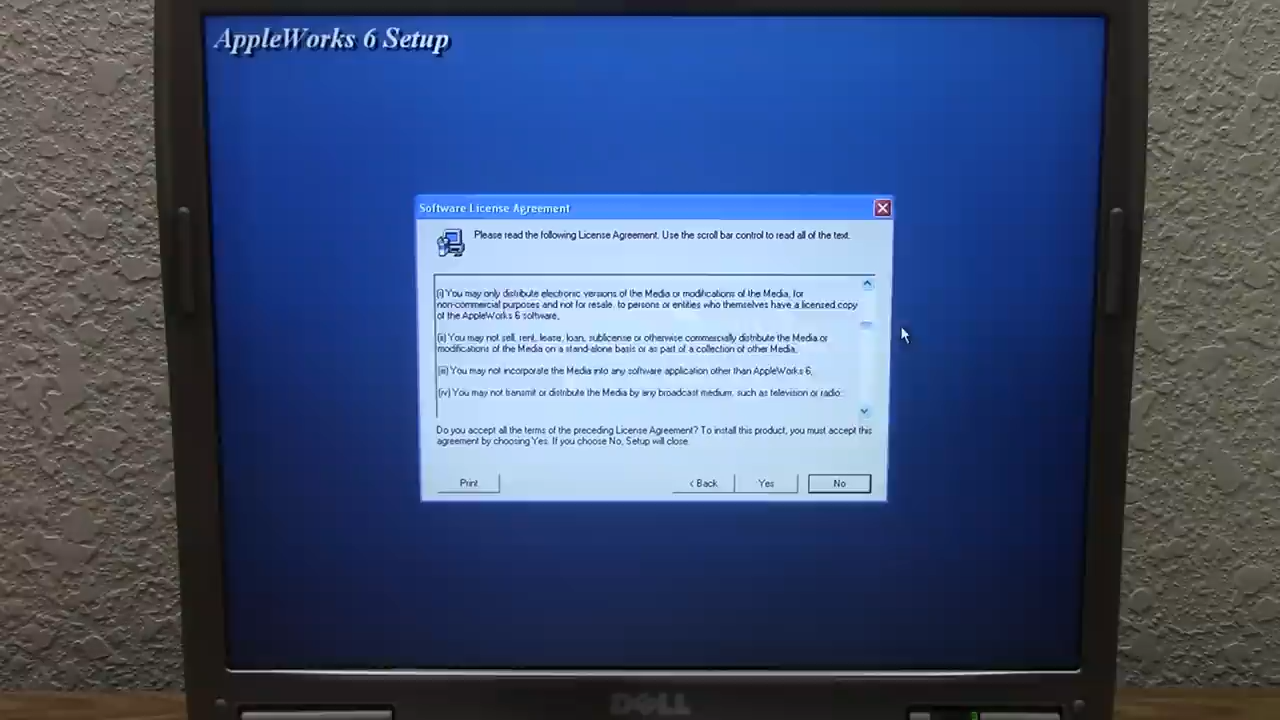 AppleWorks 6 Setup
Software License Agreement
Please read the following License Agreement. Use the scroll bar control to read all of the text.
(i) You may only distribute electronic versions of the Media or modifications of the Media, for
non-commercial purposes and not for resale, to persons or entities who themselves have a licensed copy
of the AppleWorks 6 software.
(ii) You may not sell, rent, lease, loan, sublicense or otherwise commercially distribute the Media or
modifications of the Media on a stand-alone basis or as part of a collection of other Media.
(iii) You may not incorporate the Media into any software application other than AppleWorks 6.
(iv) You may not transmit or distribute the Media by any broadcast medium, such as television or radio:
Do you accept all the terms of the preceding License Agreement? To install this product, you must accept this
agreement by choosing Yes. If you choose No, Setup will close.
Print
< Back
Yes
No
DELL